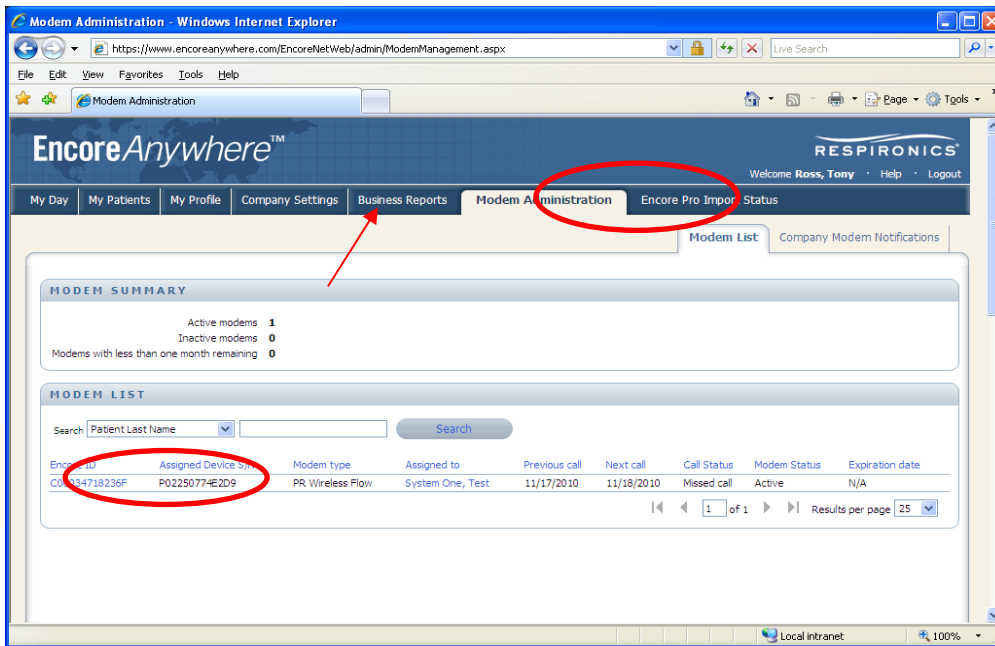 Modem Administration - Windows Internet Explorer
https://www.encoreanywhere.com/EncoreNetWeb/admin/ModemManagement.aspx Live Search
File Edit View Favorites Tools Help
Modem Administration Page Tools
EncoreAnywhere™
RESPIRONICS®
Welcome Ross, Tony · Help · Logout
My Day My Patients My Profile Company Settings Business Reports Modem Administration Encore Pro Import Status
Modem List Company Modem Notifications
MODEM SUMMARY
Active modems 1
Inactive modems 0
Modems with less than one month remaining 0
MODEM LIST
Search Patient Last Name Search
Encore ID Assigned Device S/N Modem type Assigned to Previous call Next call Call Status Modem Status Expiration date
P02250774E2D9 PR Wireless Flow System One, Test 11/17/2010 11/18/2010 Missed call Active N/A
1 of 1 Results per page 25
Local intranet 100%